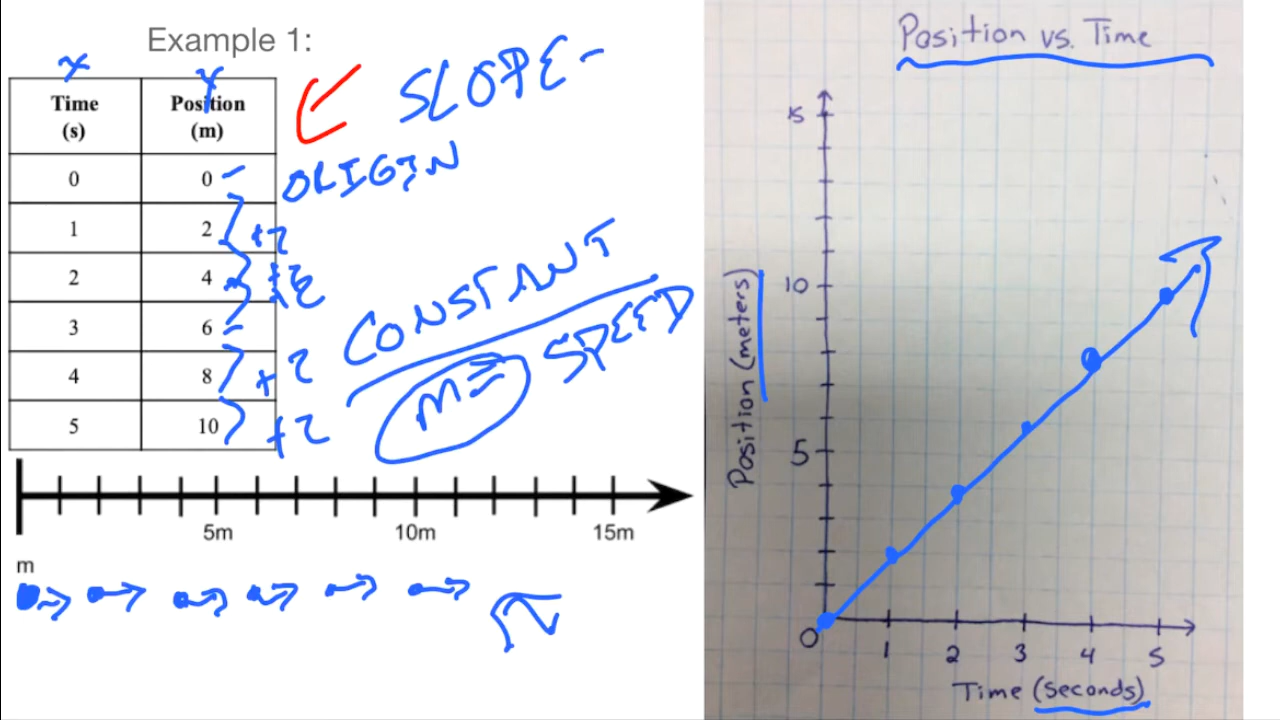 Example 1:
x y
Time (s) Position (m)
0 0
1 2
2 4
3 6
4 8
5 10
SLOPE-
ORIGIN
+2
+2
+2
+2
+2
CONSTANT
SPEED
m=
5m 10m 15m
m
Position vs. Time
15
10
5
0
Position (meters)
1 2 3 4 5
Time (seconds)